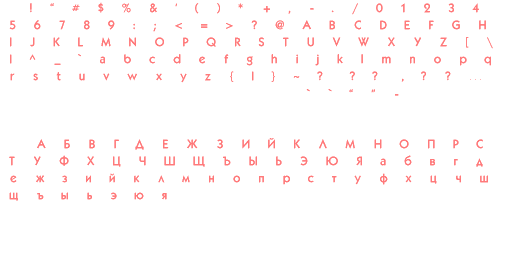 ! " # $ % & ' ( ) * + , - . / 0 1 2 3 4
5 6 7 8 9 : ; < = > ? @ A B C D E F G H
I J K L M N O P Q R S T U V W X Y Z [ \
] ^ _ ` a b c d e f g h i j k l m n o p q
r s t u v w x y z { | } ~ ? ? ? , ? ? ...
` ` " " -
А Б В Г Д Е Ж З И Й К Л М Н О П Р С
Т У Ф Х Ц Ч Ш Щ Ъ Ы Ь Э Ю Я а б в г д
е ж з и й к л м н о п р с т у ф х ц ч ш
щ ъ ы ь э ю я